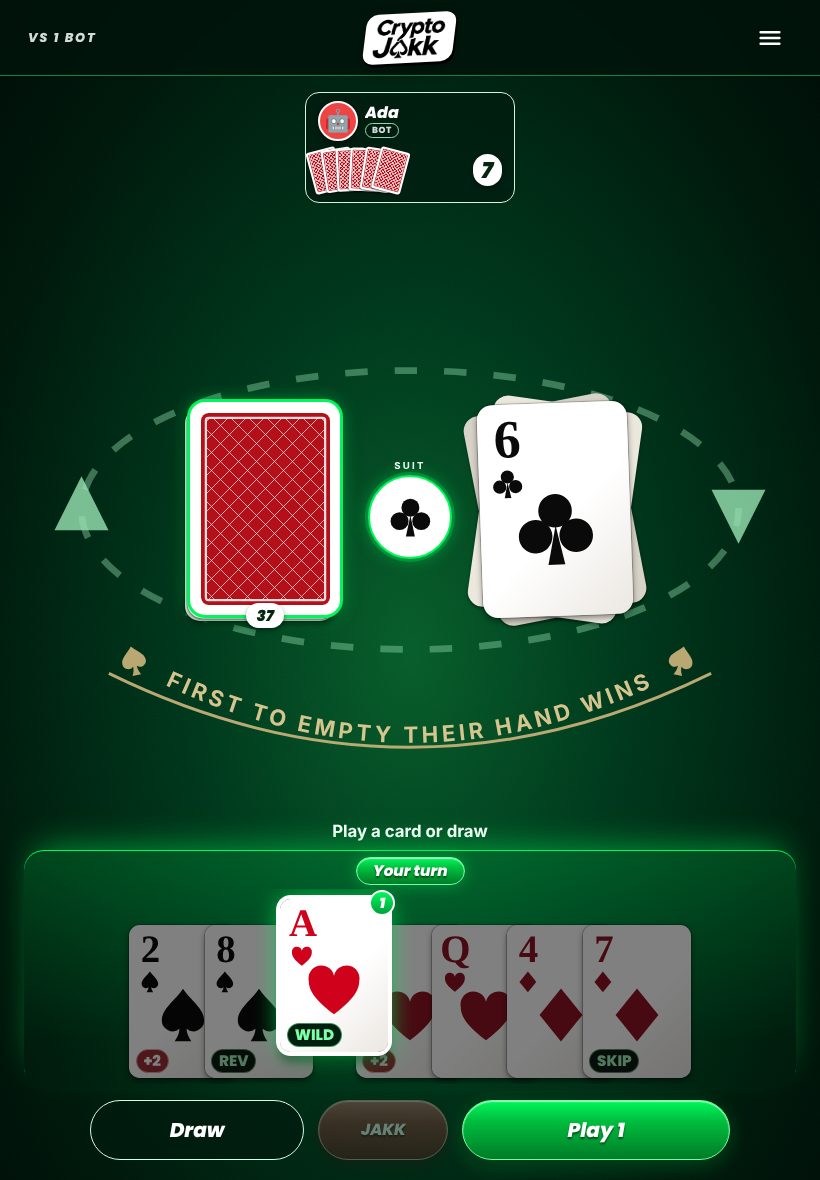 VS 1 BOT
Crypto
Jakk
Ada
BOT
7
SUIT
6
37
FIRST TO EMPTY THEIR HAND WINS
Play a card or draw
Your turn
1
A
2
8
Q
4
7
+2
REV
WILD
+2
SKIP
Draw
JAKK
Play 1